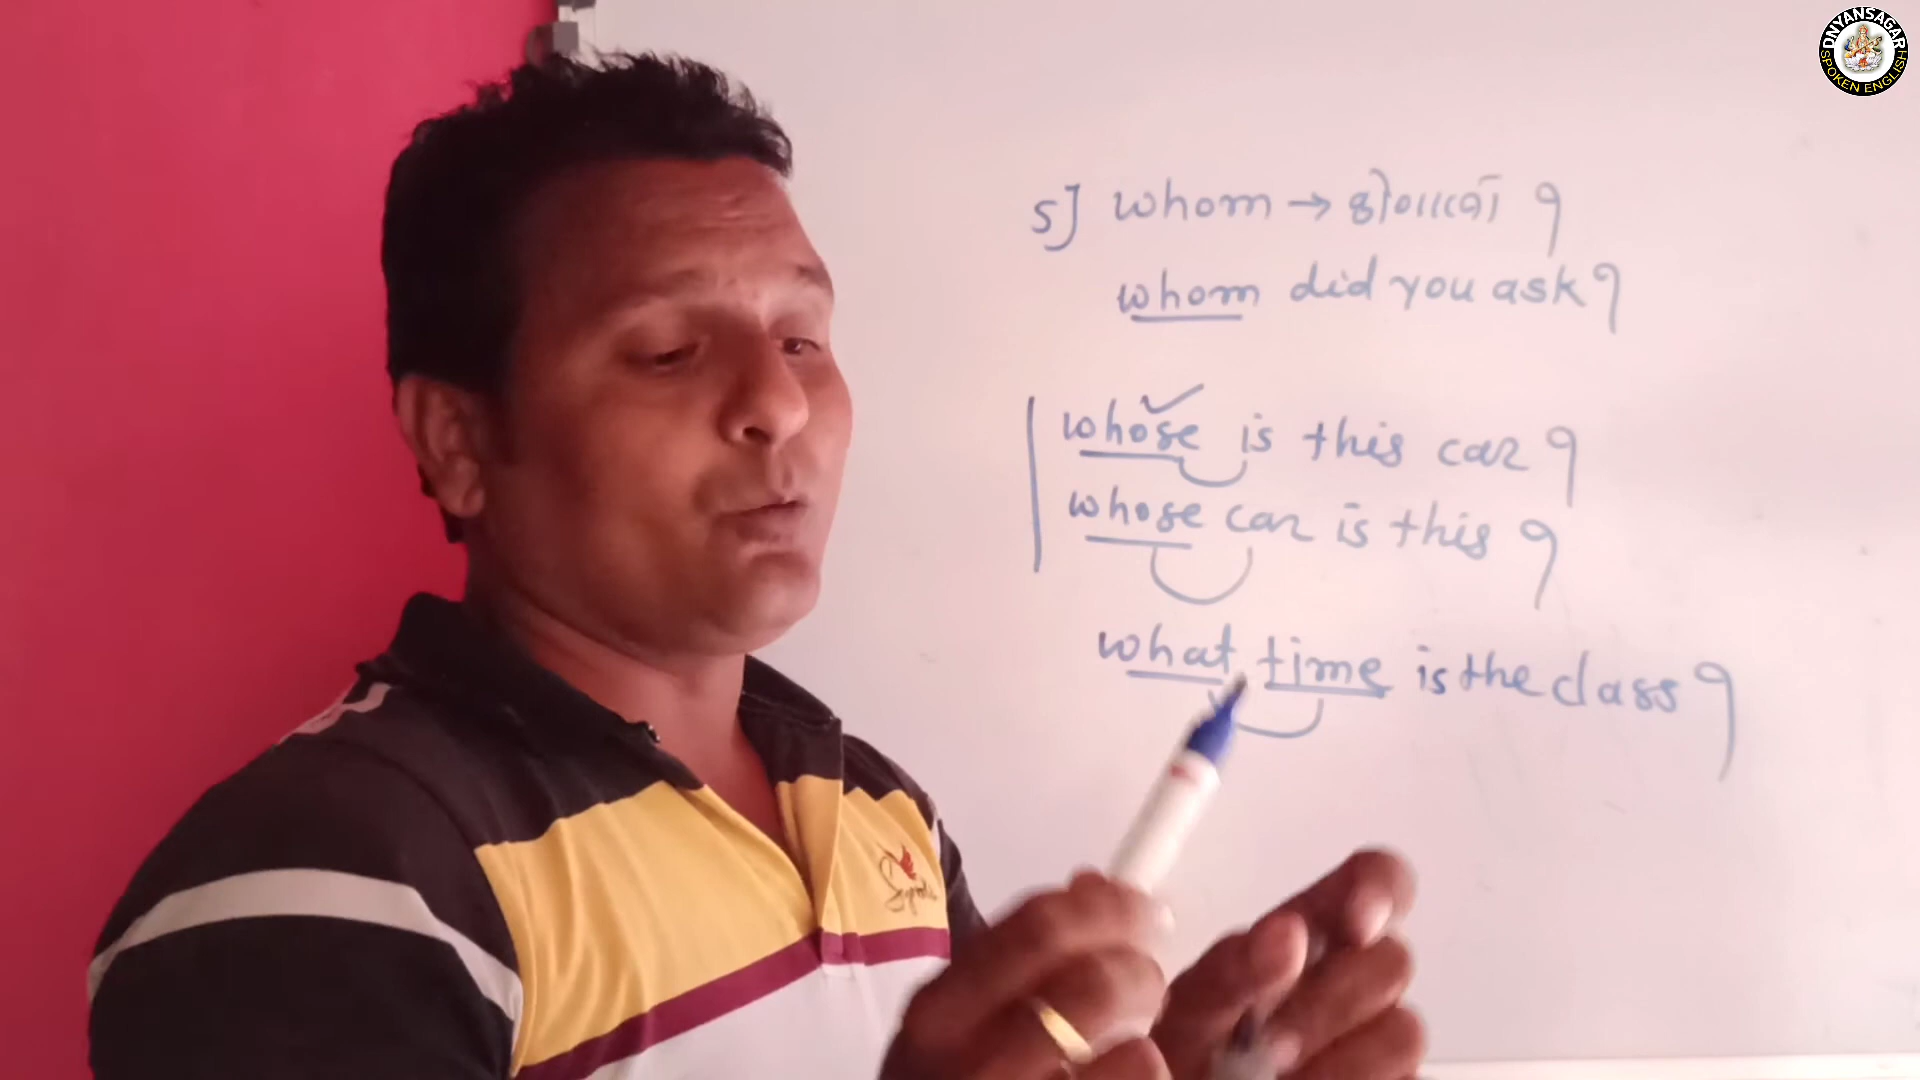 DNYANSAGAR
SPOKEN ENGLISH
5] whom → कोणाला ?
whom did you ask ?
whose is this car ?
whose car is this ?
what time is the class ?